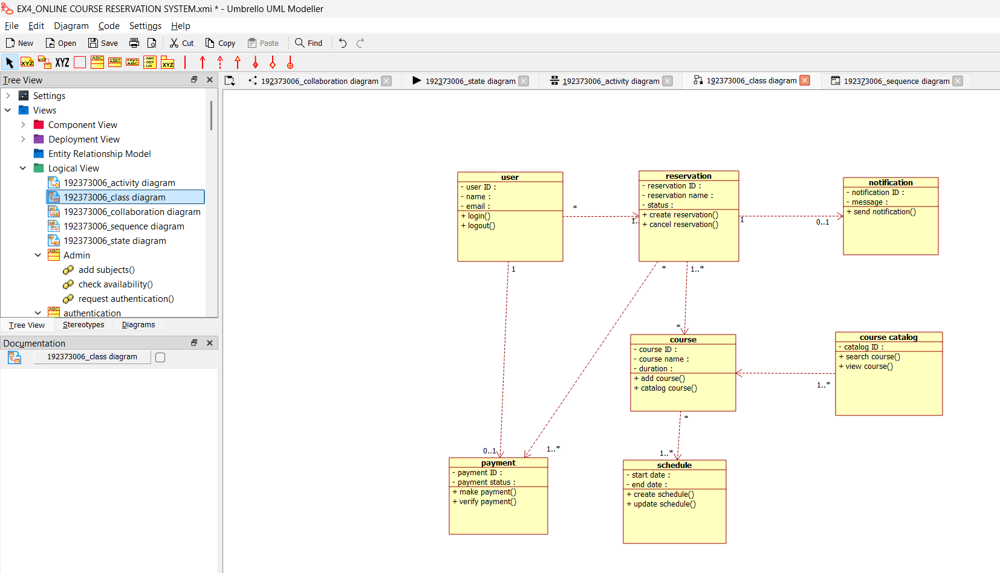 EX4_ONLINE COURSE RESERVATION SYSTEM.xmi * - Umbrello UML Modeller
File Edit Diagram Code Settings Help
New Open Save Cut Copy Paste Find
XYZ XYZ XYZ ABC ABC XYZ
Tree View
192373006_collaboration diagram
192373006_state diagram
192373006_activity diagram
192373006_class diagram
192373006_sequence diagram
Settings
Views
Component View
Deployment View
Entity Relationship Model
Logical View
192373006_activity diagram
192373006_class diagram
192373006_collaboration diagram
192373006_sequence diagram
192373006_state diagram
ABC Admin
add subjects()
check availability()
request authentication()
ABC authentication
Tree View Stereotypes Diagrams
Documentation
192373006_class diagram
user
- user ID :
- name :
- email :
+ login()
+ logout()
*
1..
reservation
- reservation ID :
- reservation name :
- status :
+ create reservation()
+ cancel reservation()
1
0..1
notification
- notification ID :
- message :
+ send notification()
1
*
1..*
*
course
- course ID :
- course name :
- duration :
+ add course()
+ catalog course()
course catalog
- catalog ID :
+ search course()
+ view course()
1..*
*
0..1
1..*
1..*
payment
- payment ID :
- payment status :
+ make payment()
+ verify payment()
schedule
- start date :
- end date :
+ create schedule()
+ update schedule()